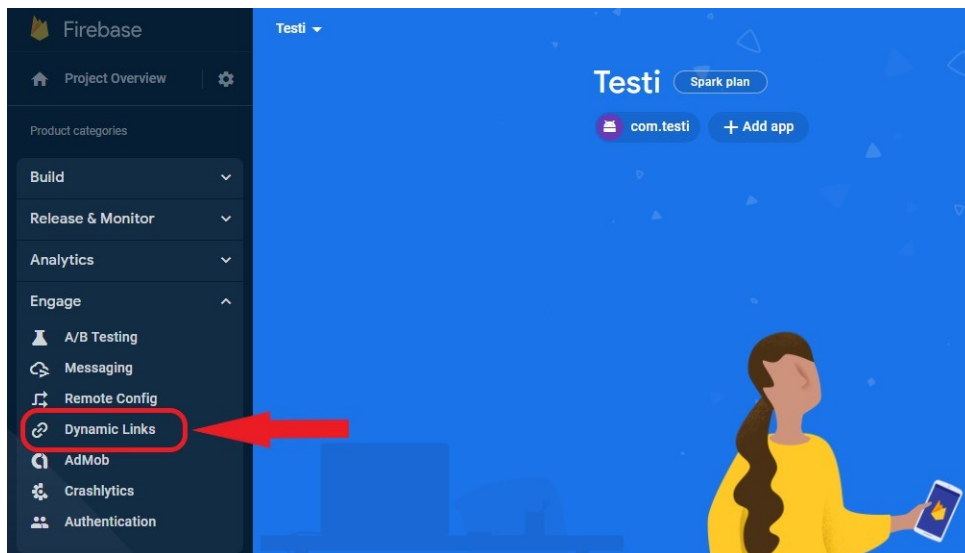 Firebase
Testi
Project Overview
Testi
Spark plan
com.testi
+ Add app
Product categories
Build
Release & Monitor
Analytics
Engage
A/B Testing
Messaging
Remote Config
Dynamic Links
AdMob
Crashlytics
Authentication